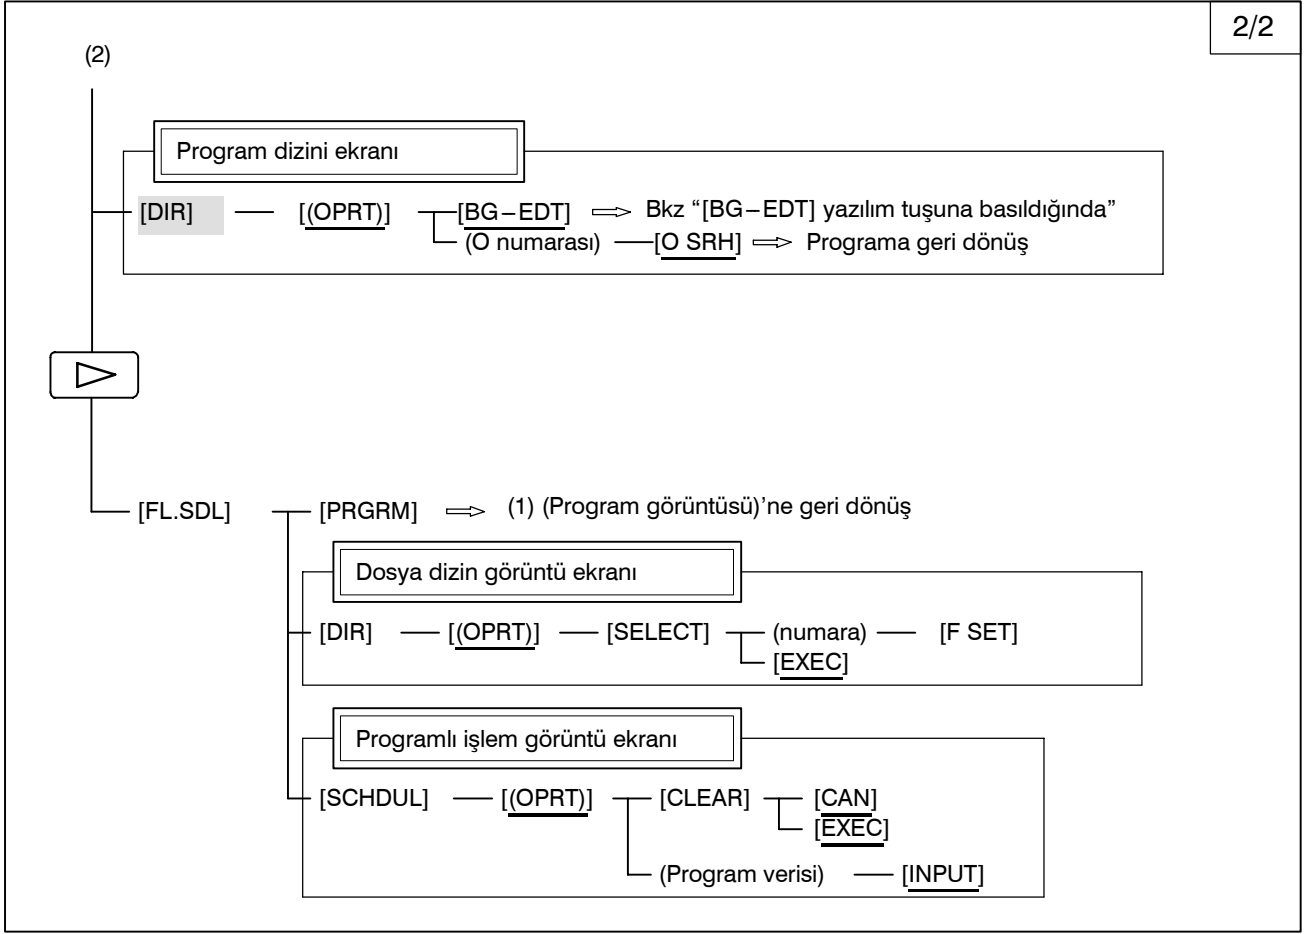 2/2
(2)
Program dizini ekranı
[DIR] [(OPRT)] [BG−EDT] Bkz “[BG−EDT] yazılım tuşuna basıldığında”
(O numarası) [O SRH] Programa geri dönüş
[FL.SDL] [PRGRM] (1) (Program görüntüsü)’ne geri dönüş
Dosya dizin görüntü ekranı
[DIR] [(OPRT)] [SELECT] (numara) [F SET]
[EXEC]
Programlı işlem görüntü ekranı
[SCHDUL] [(OPRT)] [CLEAR] [CAN]
[EXEC]
(Program verisi) [INPUT]